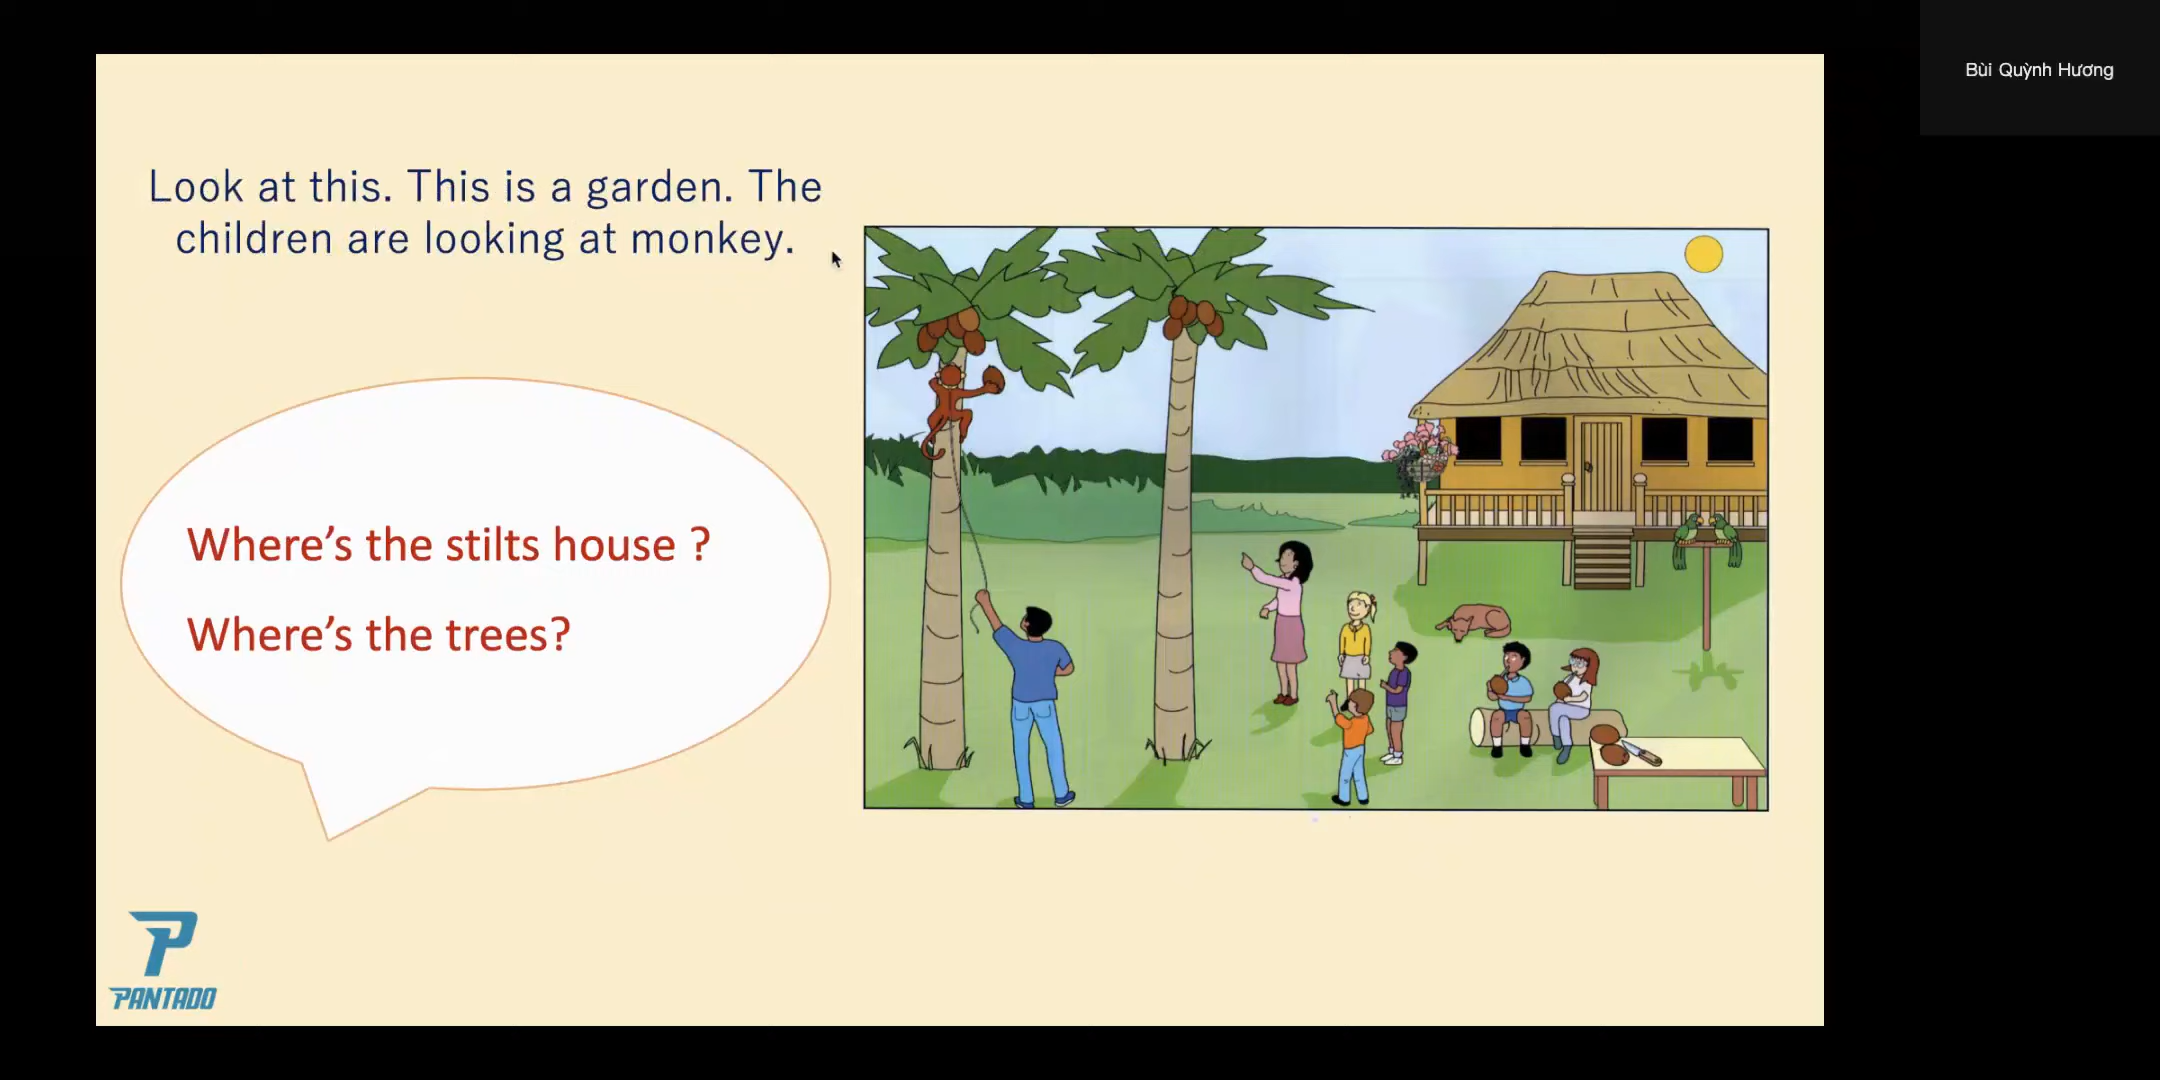 Bùi Quỳnh Hương
Look at this. This is a garden. The
children are looking at monkey.
Where’s the stilts house ?
Where’s the trees?
PANTADO